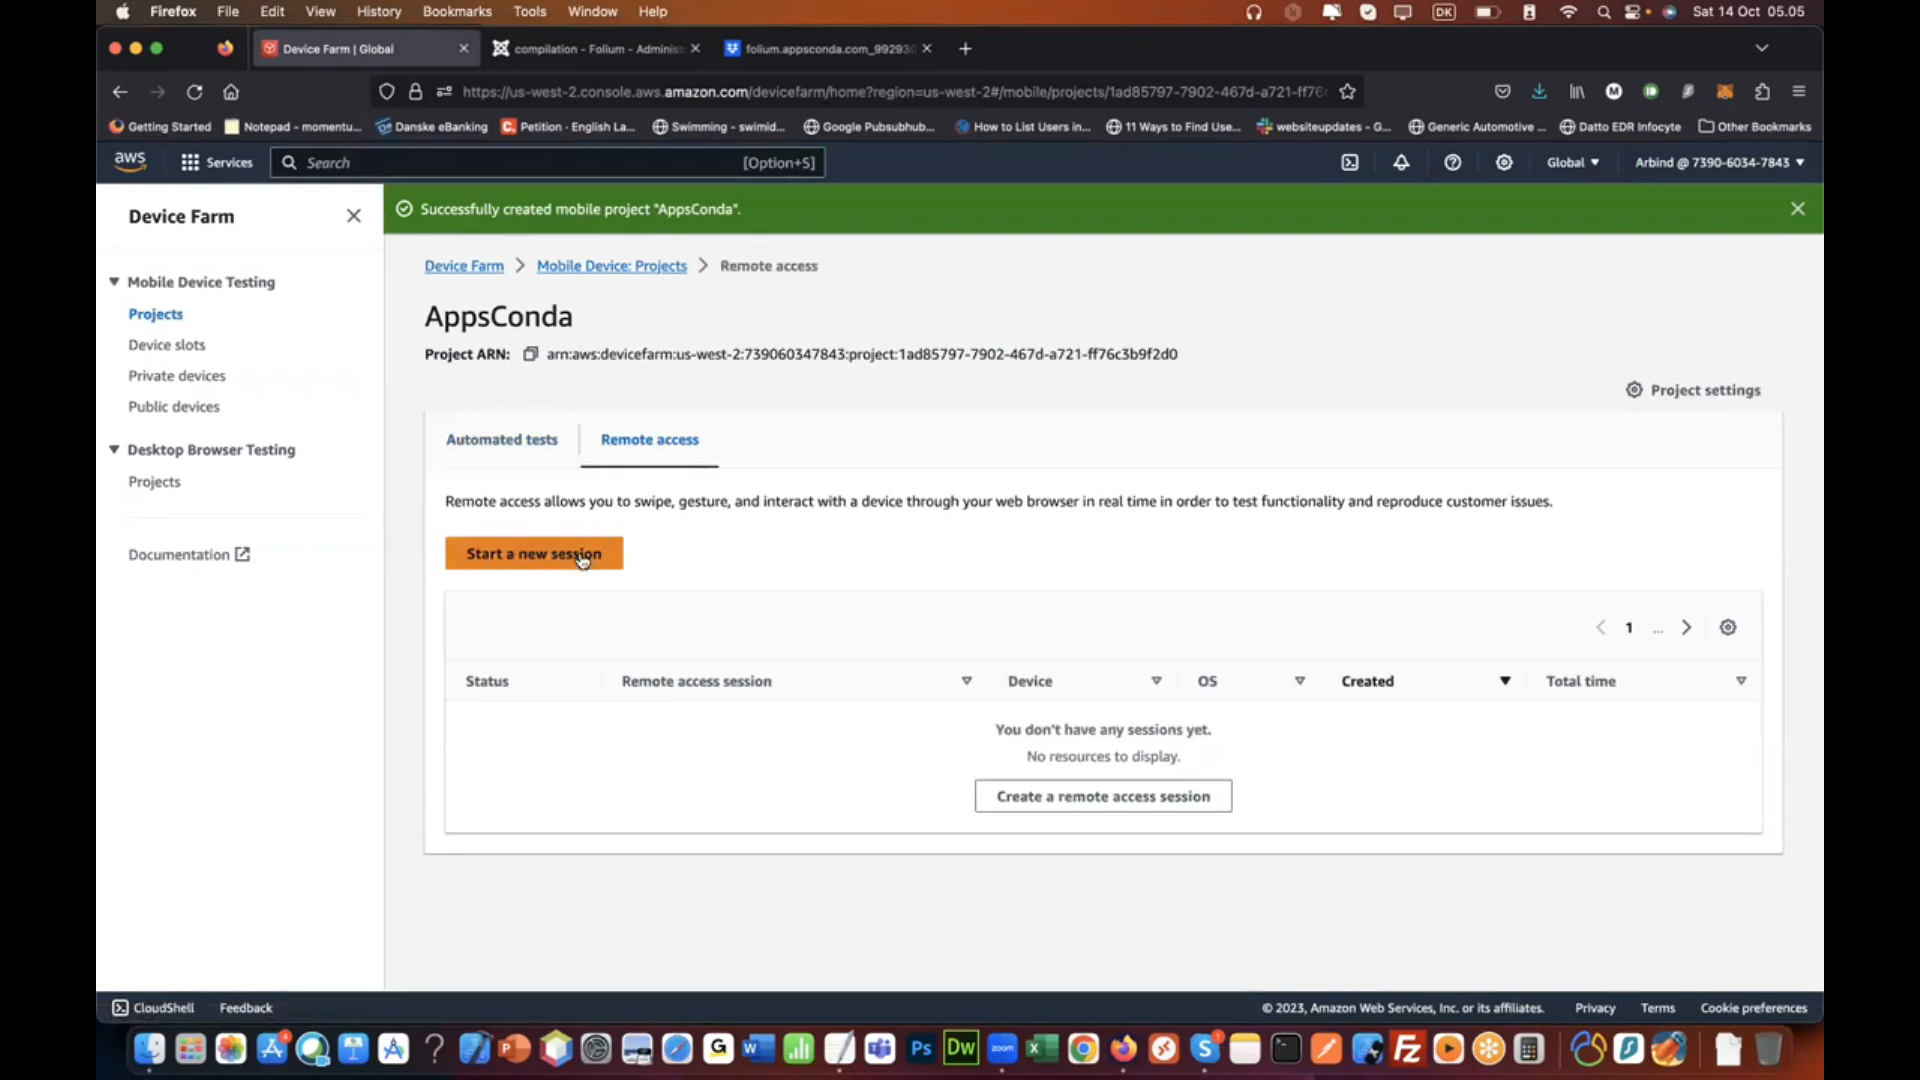 Firefox File Edit View History Bookmarks Tools Window Help DK Sat 14 Oct 05.05
Device Farm | Global compilation - Folium - Adminis folium.appsconda.com_99293
https://us-west-2.console.aws.amazon.com/devicefarm/home?region=us-west-2#/mobile/projects/1ad85797-7902-467d-a721-ff76
Getting Started Notepad - momentu... Danske eBanking Petition - English La... Swimming - swimid... Google Pubsubhub... How to List Users in... 11 Ways to Find Use... websiteupdates - G... Generic Automotive ... Datto EDR Infocyte Other Bookmarks
aws Services Search [Option+S] Global Arbind @ 7390-6034-7843
Device Farm
Successfully created mobile project "AppsConda".
Mobile Device Testing
Projects
Device slots
Private devices
Public devices
Desktop Browser Testing
Projects
Documentation
Device Farm Mobile Device: Projects Remote access
AppsConda
Project ARN: arn:aws:devicefarm:us-west-2:739060347843:project:1ad85797-7902-467d-a721-ff76c3b9f2d0
Project settings
Automated tests Remote access
Remote access allows you to swipe, gesture, and interact with a device through your web browser in real time in order to test functionality and reproduce customer issues.
Start a new session
1 ...
Status Remote access session Device OS Created Total time
You don't have any sessions yet.
No resources to display.
Create a remote access session
CloudShell Feedback © 2023, Amazon Web Services, Inc. or its affiliates. Privacy Terms Cookie preferences
Ps Dw zoom